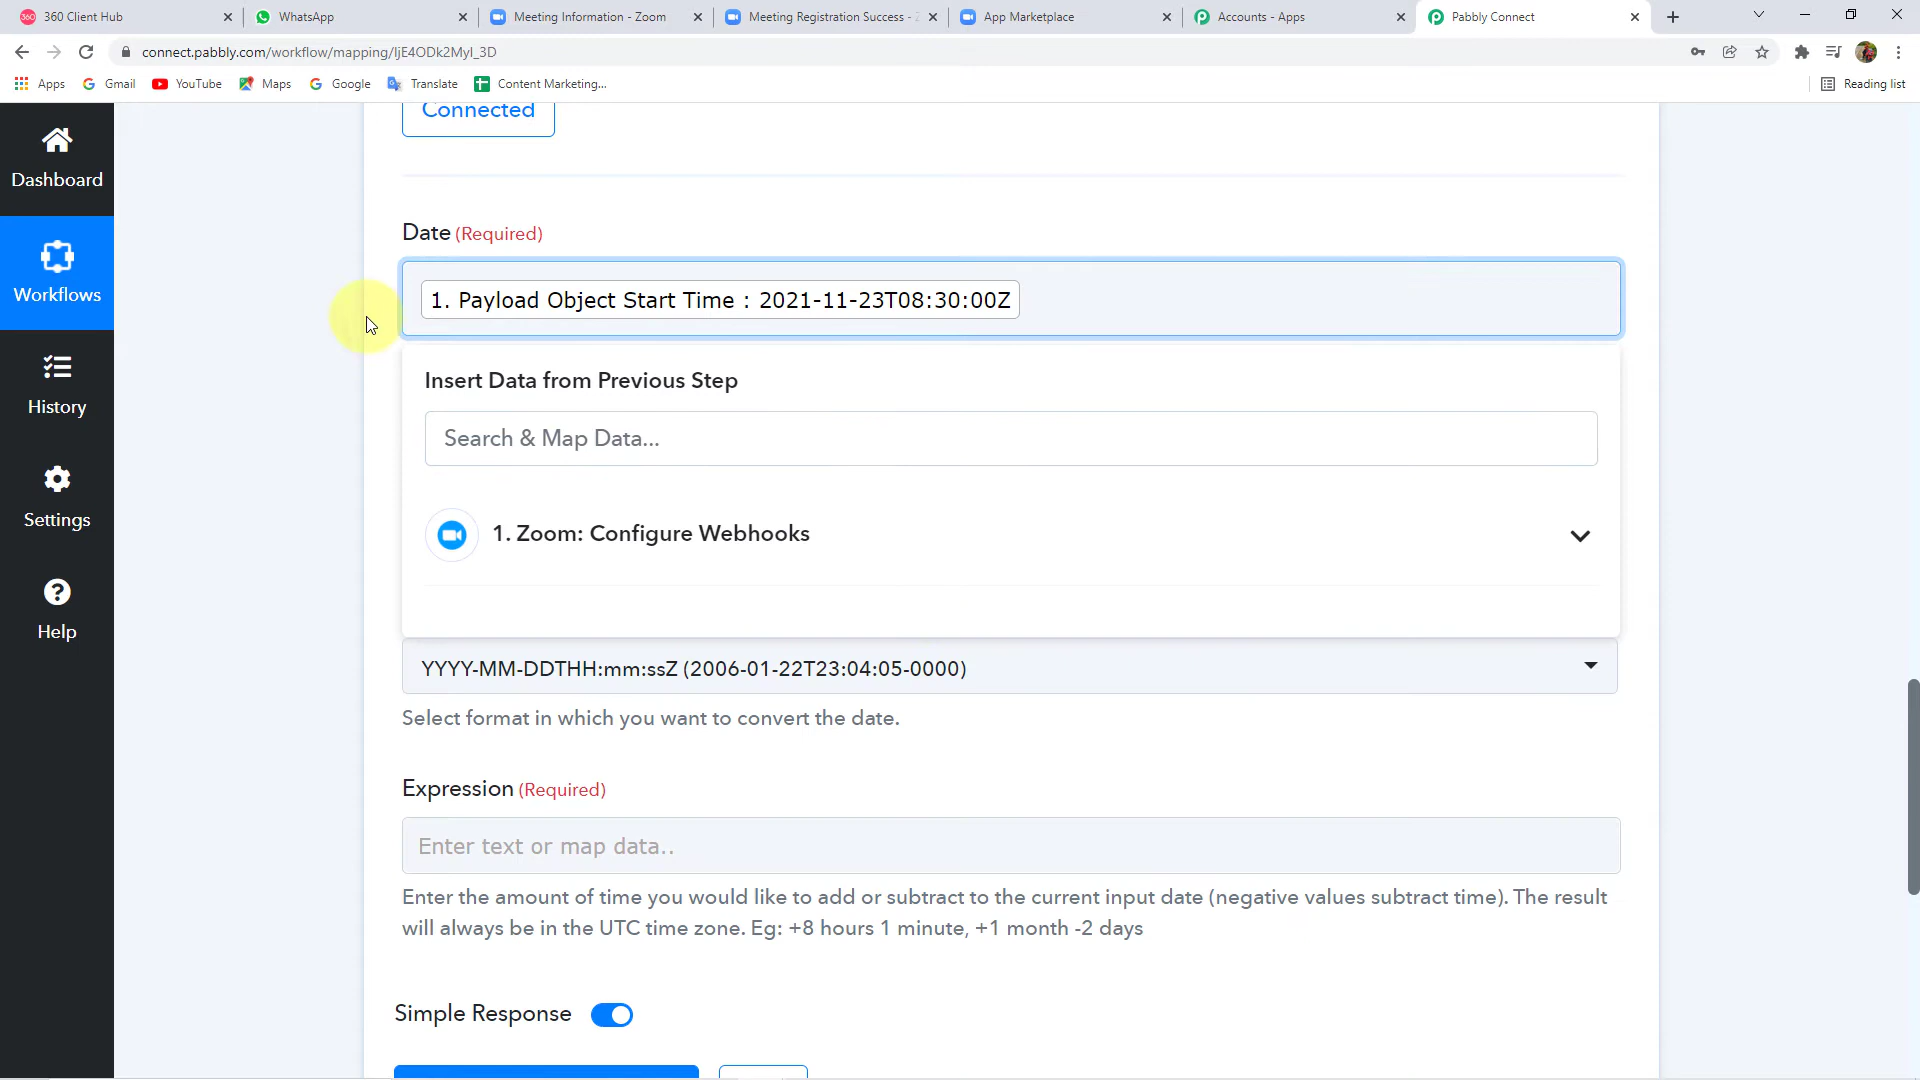 360 Client Hub
WhatsApp
Meeting Information - Zoom
Meeting Registration Success - Z
App Marketplace
Accounts - Apps
Pabbly Connect
connect.pabbly.com/workflow/mapping/IjE4ODk2MyI_3D
Apps
Gmail
YouTube
Maps
Google
Translate
Content Marketing...
Reading list
Dashboard
Workflows
History
Settings
Help
Connected
Date (Required)
1. Payload Object Start Time : 2021-11-23T08:30:00Z
Insert Data from Previous Step
Search & Map Data...
1. Zoom: Configure Webhooks
YYYY-MM-DDTHH:mm:ssZ (2006-01-22T23:04:05-0000)
Select format in which you want to convert the date.
Expression (Required)
Enter text or map data..
Enter the amount of time you would like to add or subtract to the current input date (negative values subtract time). The result
will always be in the UTC time zone. Eg: +8 hours 1 minute, +1 month -2 days
Simple Response